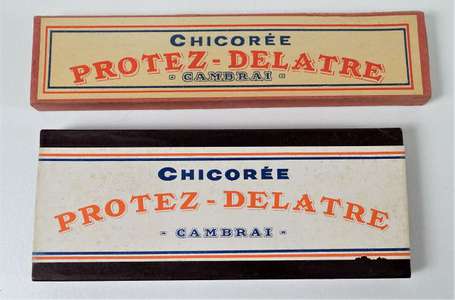 CHICORÉE
PROTEZ - DELATRE
- CAMBRAI -
CHICORÉE
PROTEZ - DELATRE
- CAMBRAI -